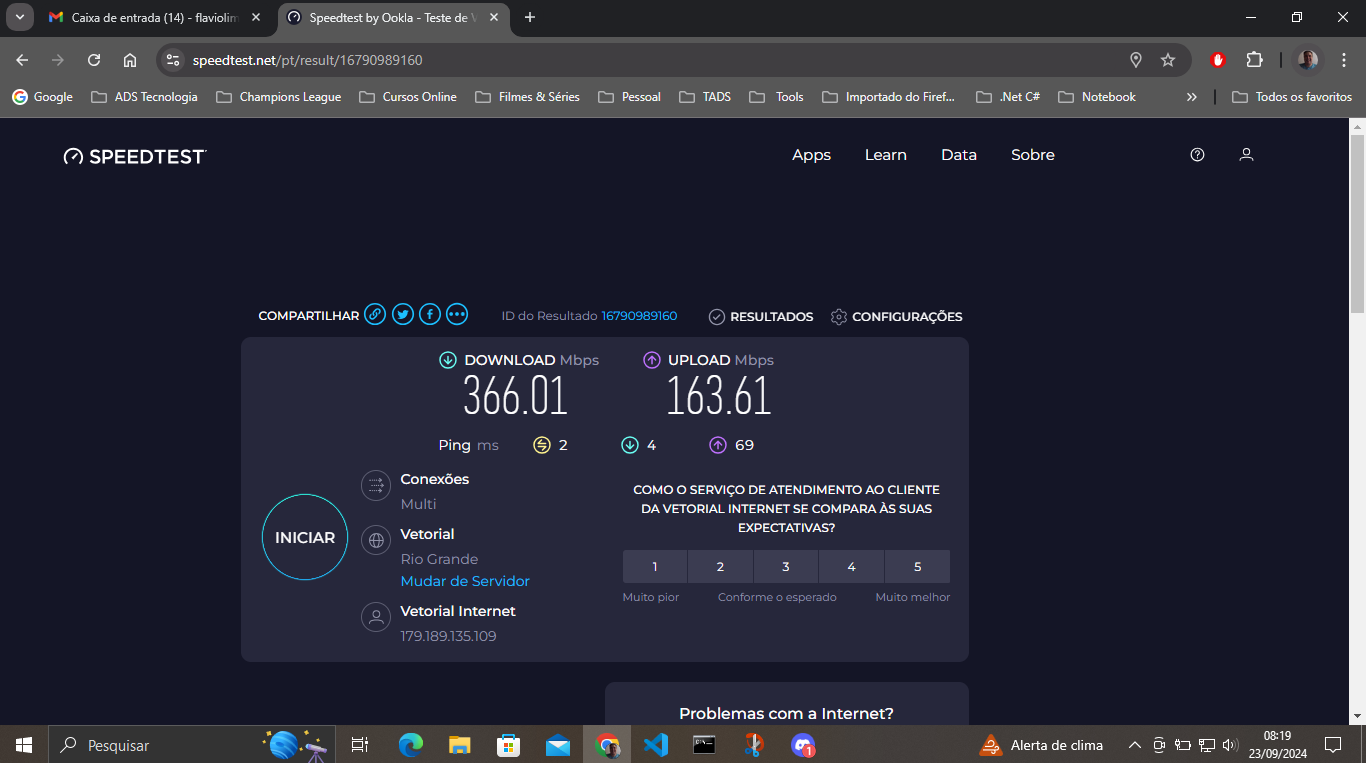 Caixa de entrada (14) - flaviolim
Speedtest by Ookla - Teste de V
speedtest.net/pt/result/16790989160
Google
ADS Tecnologia
Champions League
Cursos Online
Filmes & Séries
Pessoal
TADS
Tools
Importado do Firef...
.Net C#
Notebook
Todos os favoritos
SPEEDTEST
Apps
Learn
Data
Sobre
COMPARTILHAR
ID do Resultado 16790989160
RESULTADOS
CONFIGURAÇÕES
DOWNLOAD Mbps
UPLOAD Mbps
366.01
163.61
Ping ms
2
4
69
INICIAR
Conexões
Multi
Vetorial
Rio Grande
Mudar de Servidor
Vetorial Internet
179.189.135.109
COMO O SERVIÇO DE ATENDIMENTO AO CLIENTE
DA VETORIAL INTERNET SE COMPARA ÀS SUAS
EXPECTATIVAS?
1
2
3
4
5
Muito pior
Conforme o esperado
Muito melhor
Problemas com a Internet?
Pesquisar
1
Alerta de clima
08:19
23/09/2024